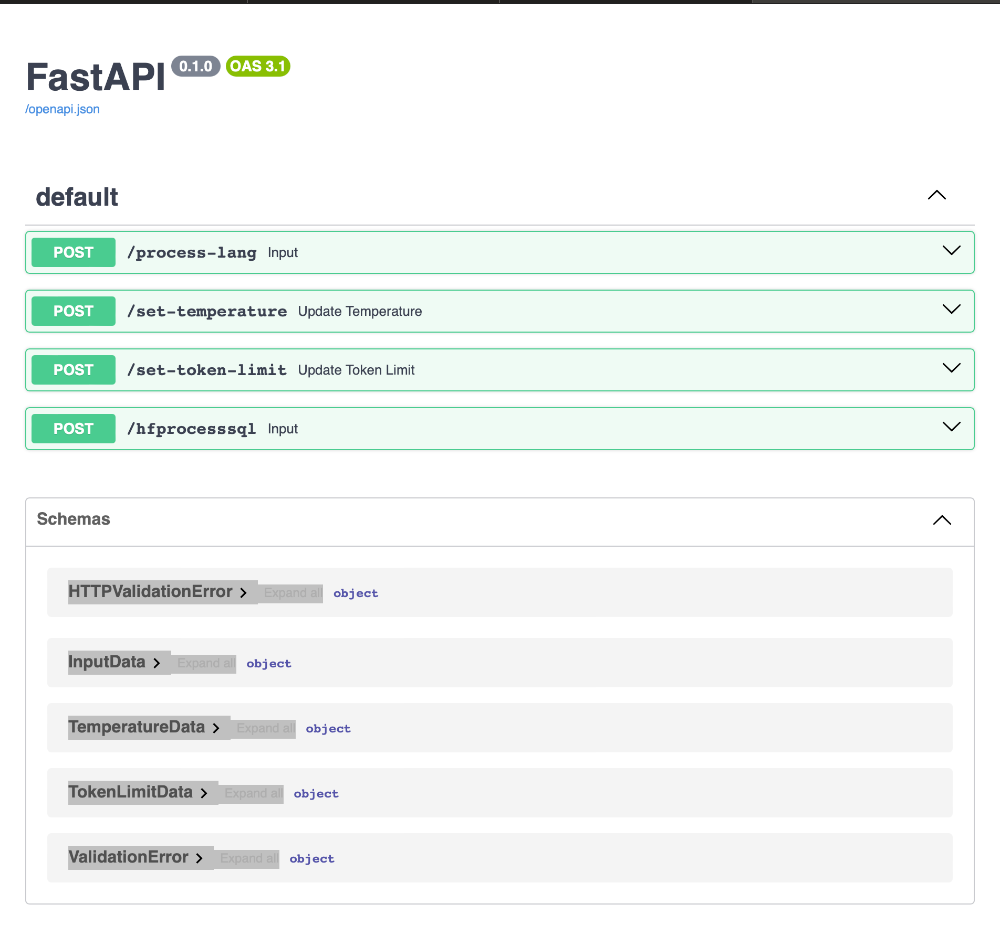 FastAPI 0.1.0 OAS 3.1
/openapi.json
default
POST /process-lang Input
POST /set-temperature Update Temperature
POST /set-token-limit Update Token Limit
POST /hfprocesssql Input
Schemas
HTTPValidationError Expand all object
InputData Expand all object
TemperatureData Expand all object
TokenLimitData Expand all object
ValidationError Expand all object